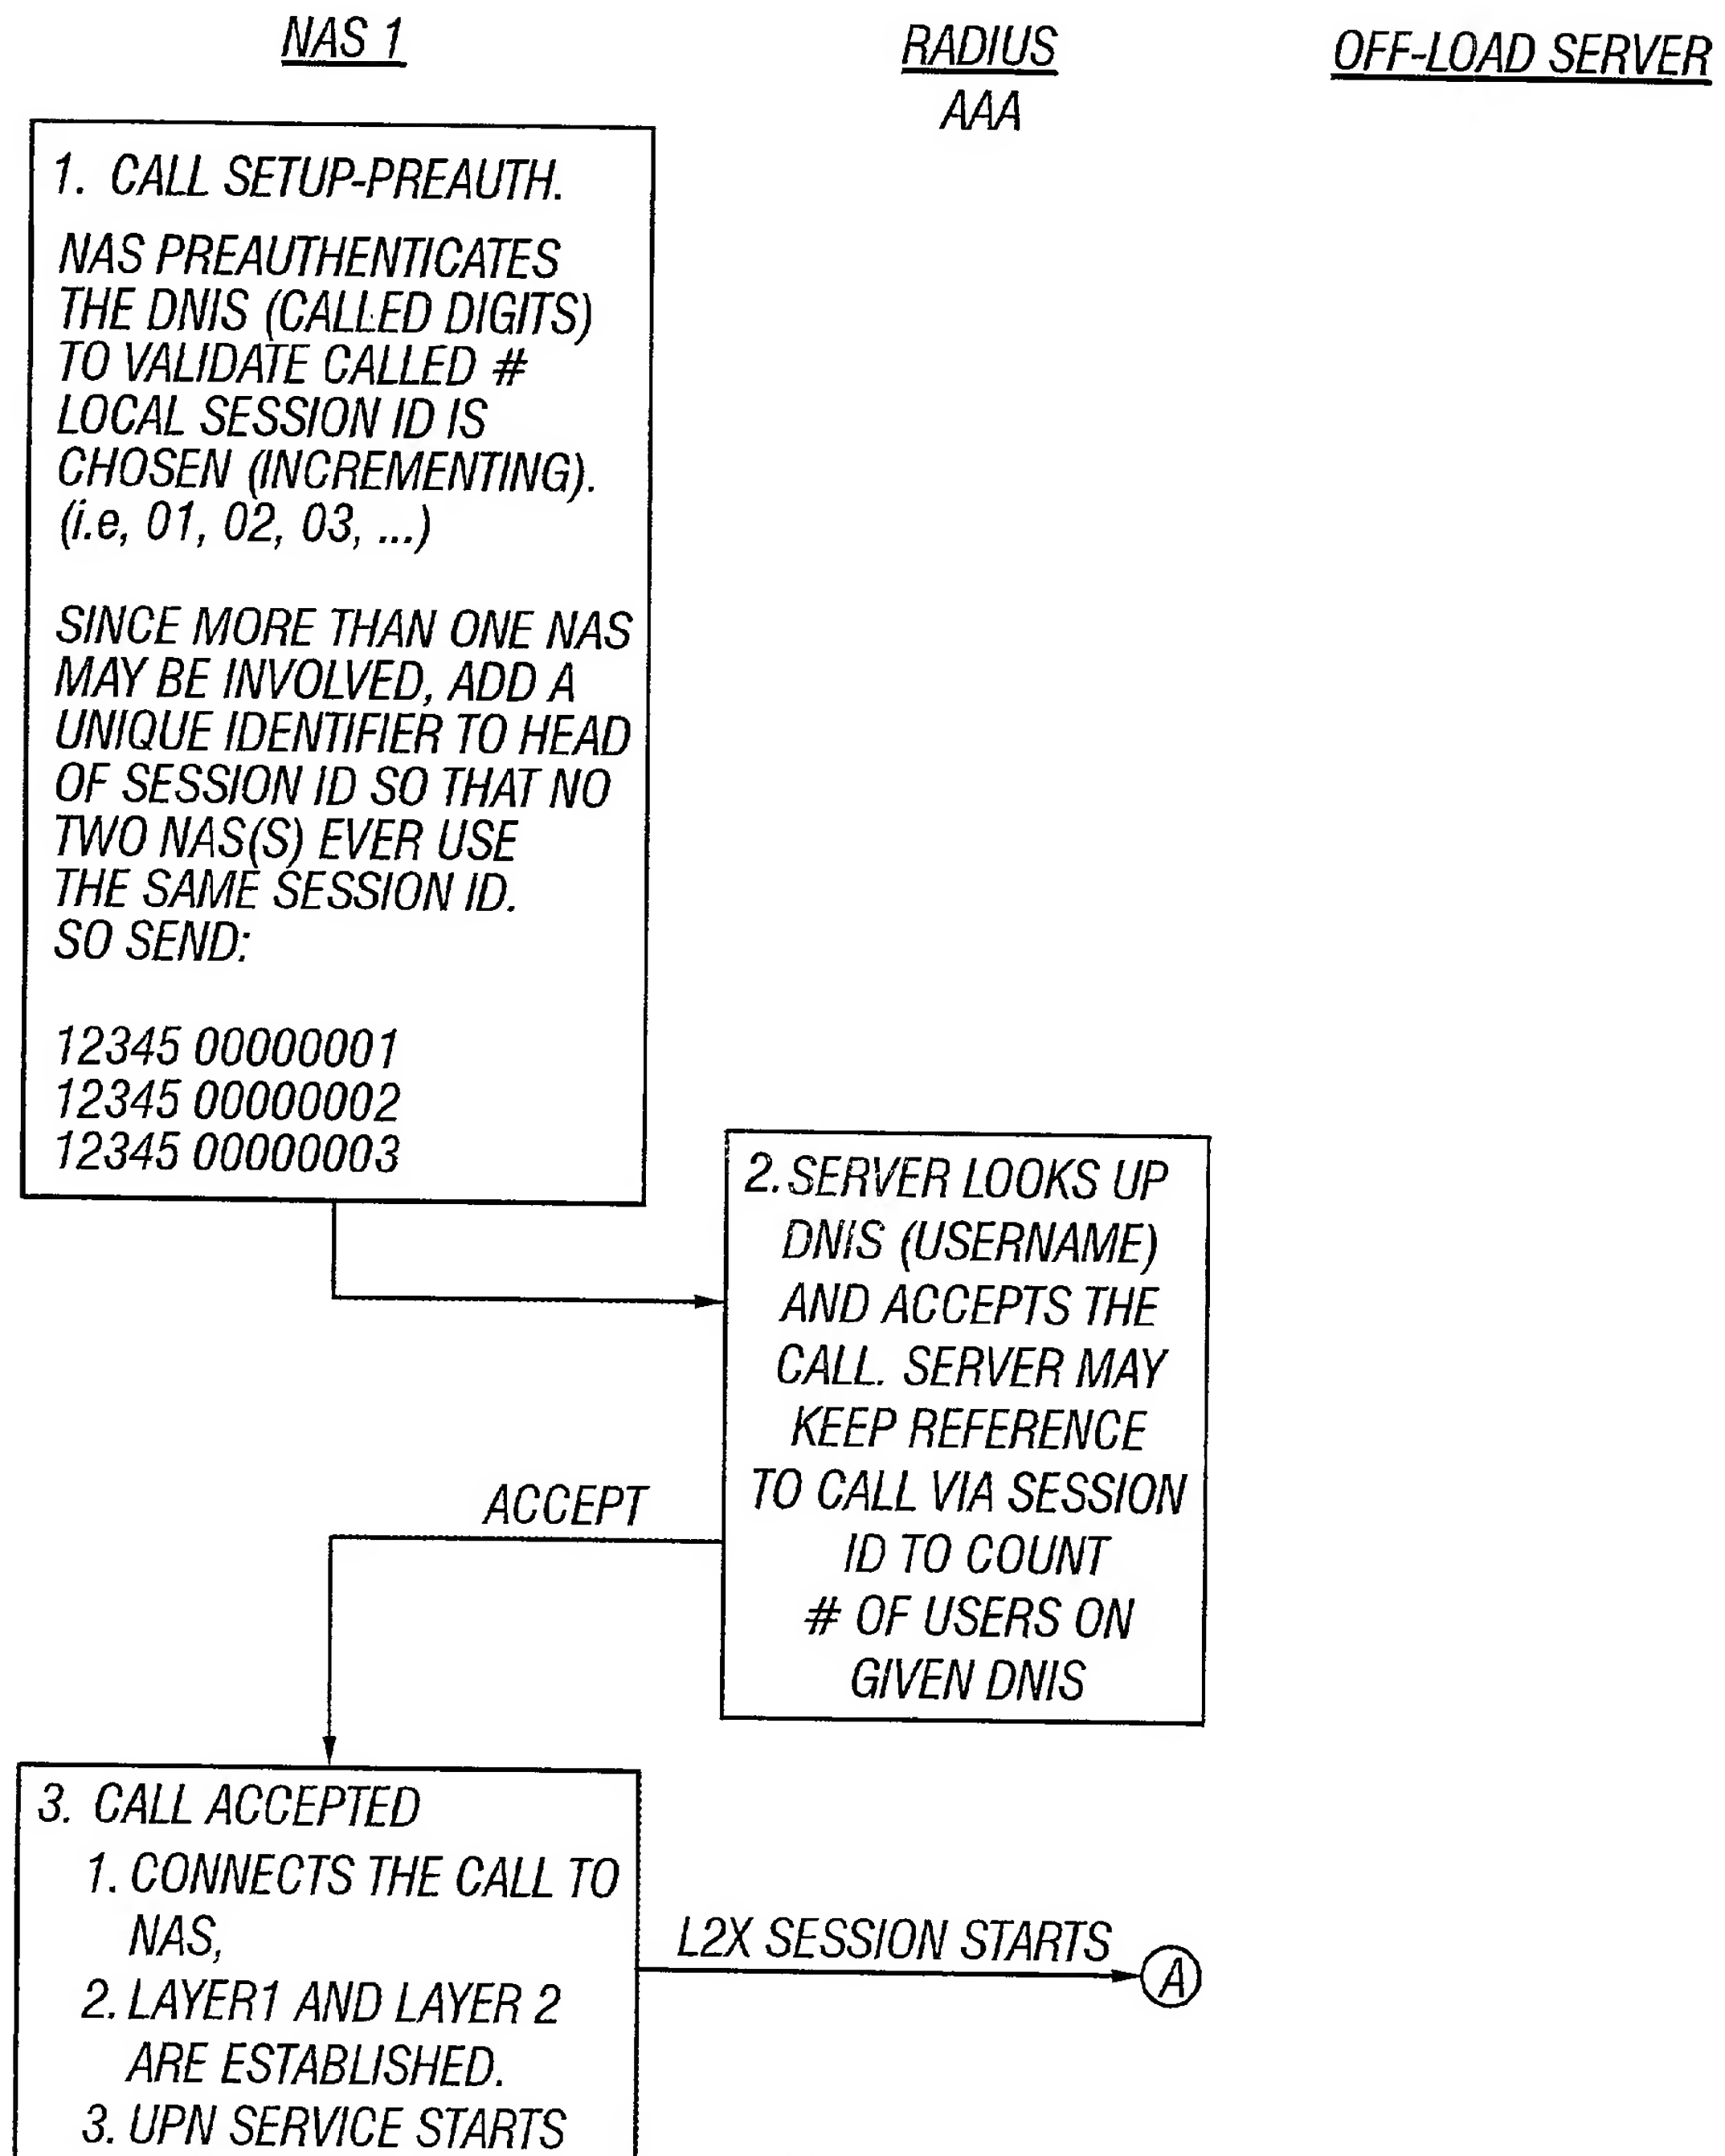 NAS 1
RADIUS
AAA
OFF-LOAD SERVER
1. CALL SETUP-PREAUTH.
NAS PREAUTHENTICATES
THE DNIS (CALLED DIGITS)
TO VALIDATE CALLED #
LOCAL SESSION ID IS
CHOSEN (INCREMENTING).
(i.e, 01, 02, 03, ...)
SINCE MORE THAN ONE NAS
MAY BE INVOLVED, ADD A
UNIQUE IDENTIFIER TO HEAD
OF SESSION ID SO THAT NO
TWO NAS(S) EVER USE
THE SAME SESSION ID.
SO SEND:
12345 00000001
12345 00000002
12345 00000003
2. SERVER LOOKS UP
DNIS (USERNAME)
AND ACCEPTS THE
CALL. SERVER MAY
KEEP REFERENCE
TO CALL VIA SESSION
ID TO COUNT
# OF USERS ON
GIVEN DNIS
ACCEPT
3. CALL ACCEPTED
1. CONNECTS THE CALL TO
NAS,
2. LAYER1 AND LAYER 2
ARE ESTABLISHED.
3. UPN SERVICE STARTS
L2X SESSION STARTS
A